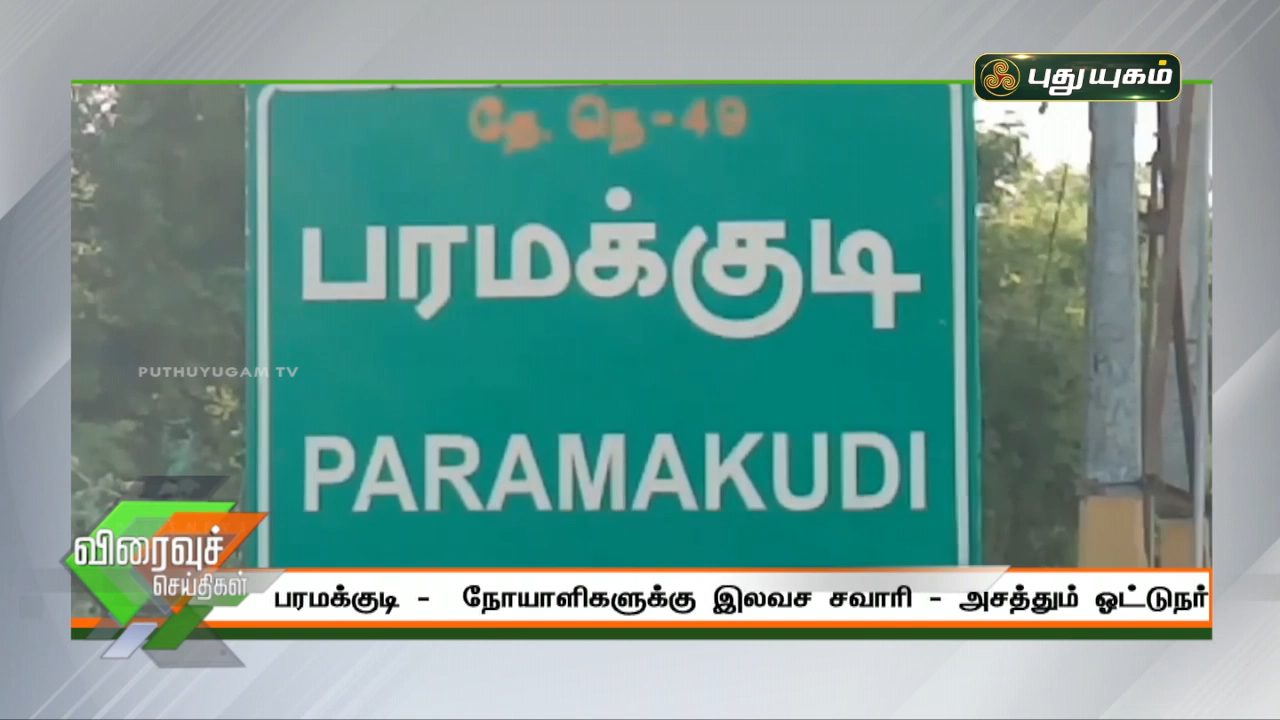 புதுயுகம்
தே. நெ-49
பரமக்குடி
PUTHUYUGAM TV
PARAMAKUDI
விரைவுச்
செய்திகள்
பரமக்குடி - நோயாளிகளுக்கு இலவச சவாரி - அசத்தும் ஓட்டுநர்